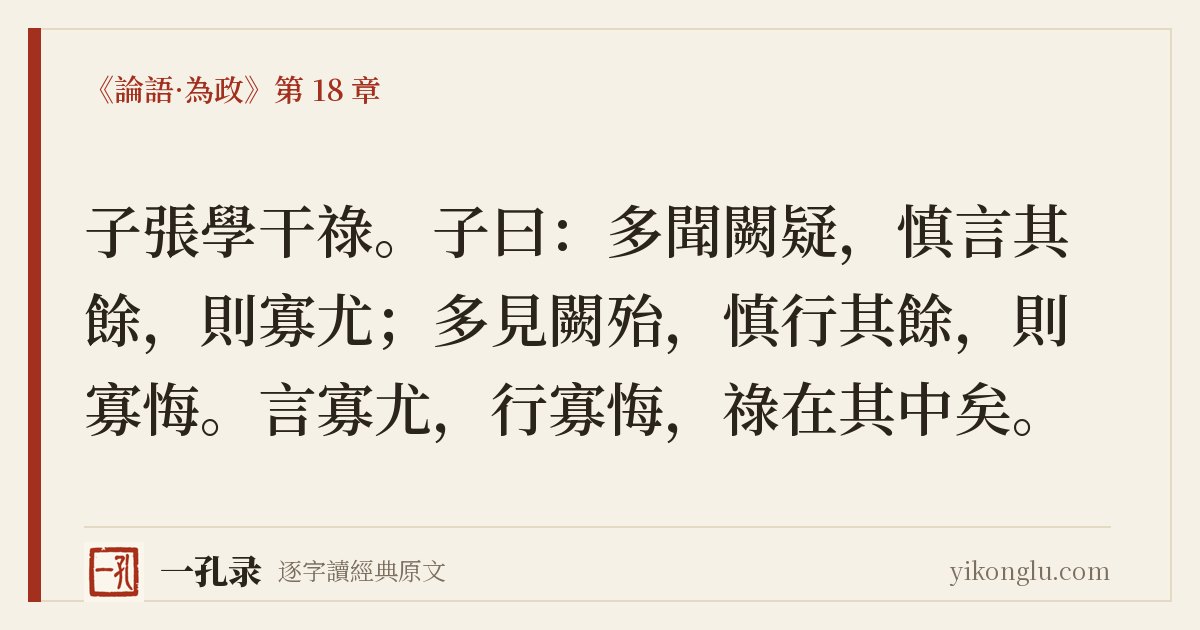 《論語·為政》第 18 章
子張學干祿。子曰：多聞闕疑，慎言其
餘，則寡尤；多見闕殆，慎行其餘，則
寡悔。言寡尤，行寡悔，祿在其中矣。
一孔
一孔录 逐字讀經典原文
yikonglu.com